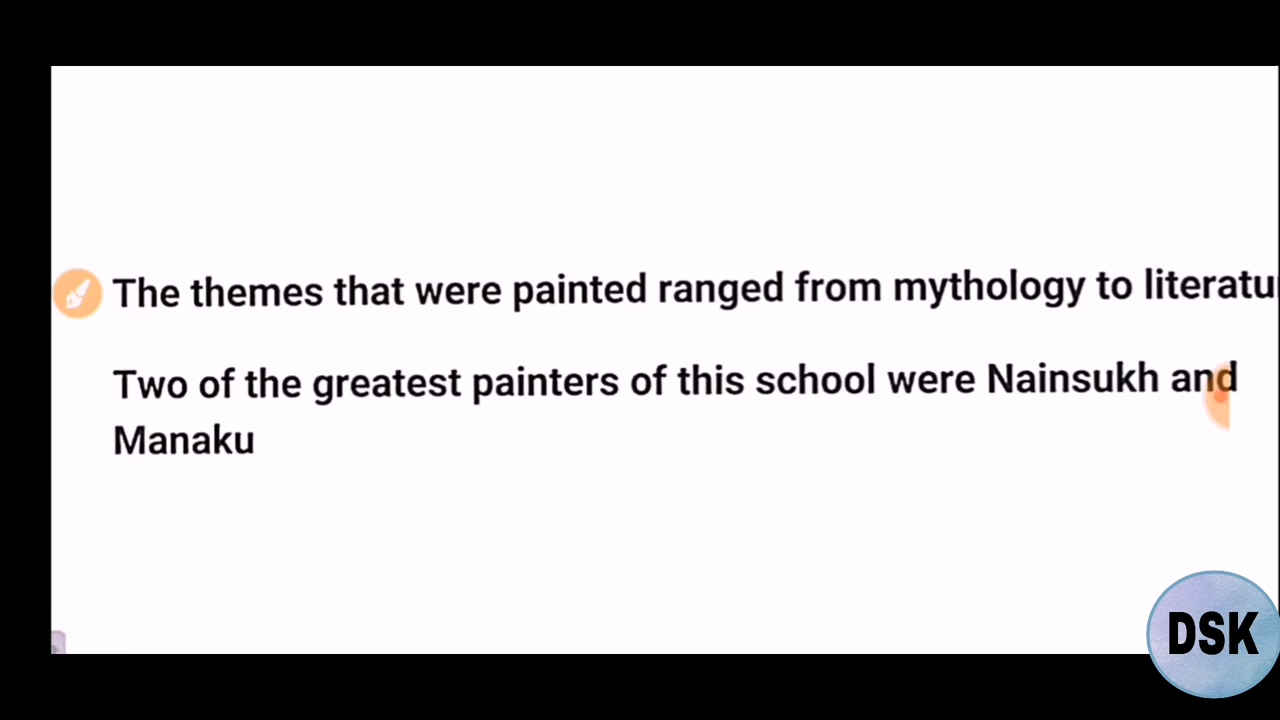 The themes that were painted ranged from mythology to literatu
Two of the greatest painters of this school were Nainsukh and
Manaku
DSK